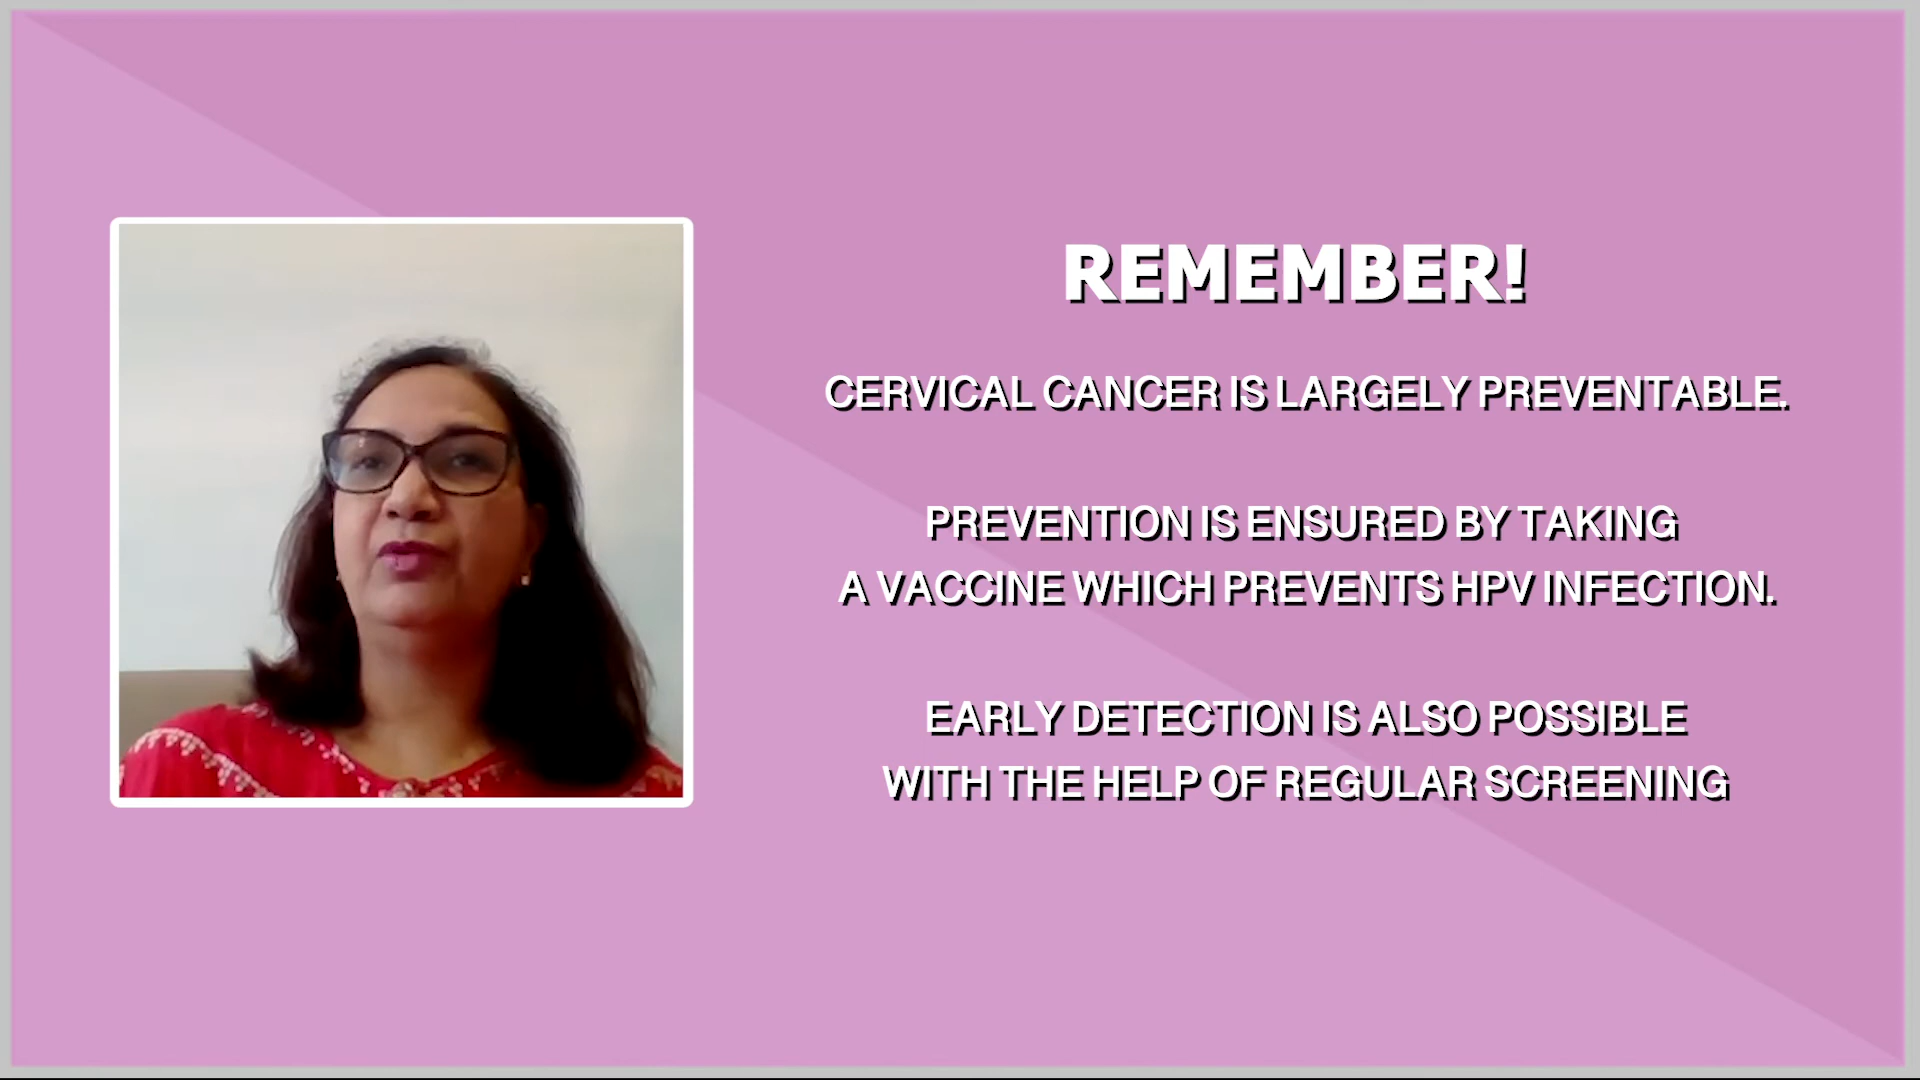 REMEMBER!
CERVICAL CANCER IS LARGELY PREVENTABLE.
PREVENTION IS ENSURED BY TAKING
A VACCINE WHICH PREVENTS HPV INFECTION.
EARLY DETECTION IS ALSO POSSIBLE
WITH THE HELP OF REGULAR SCREENING